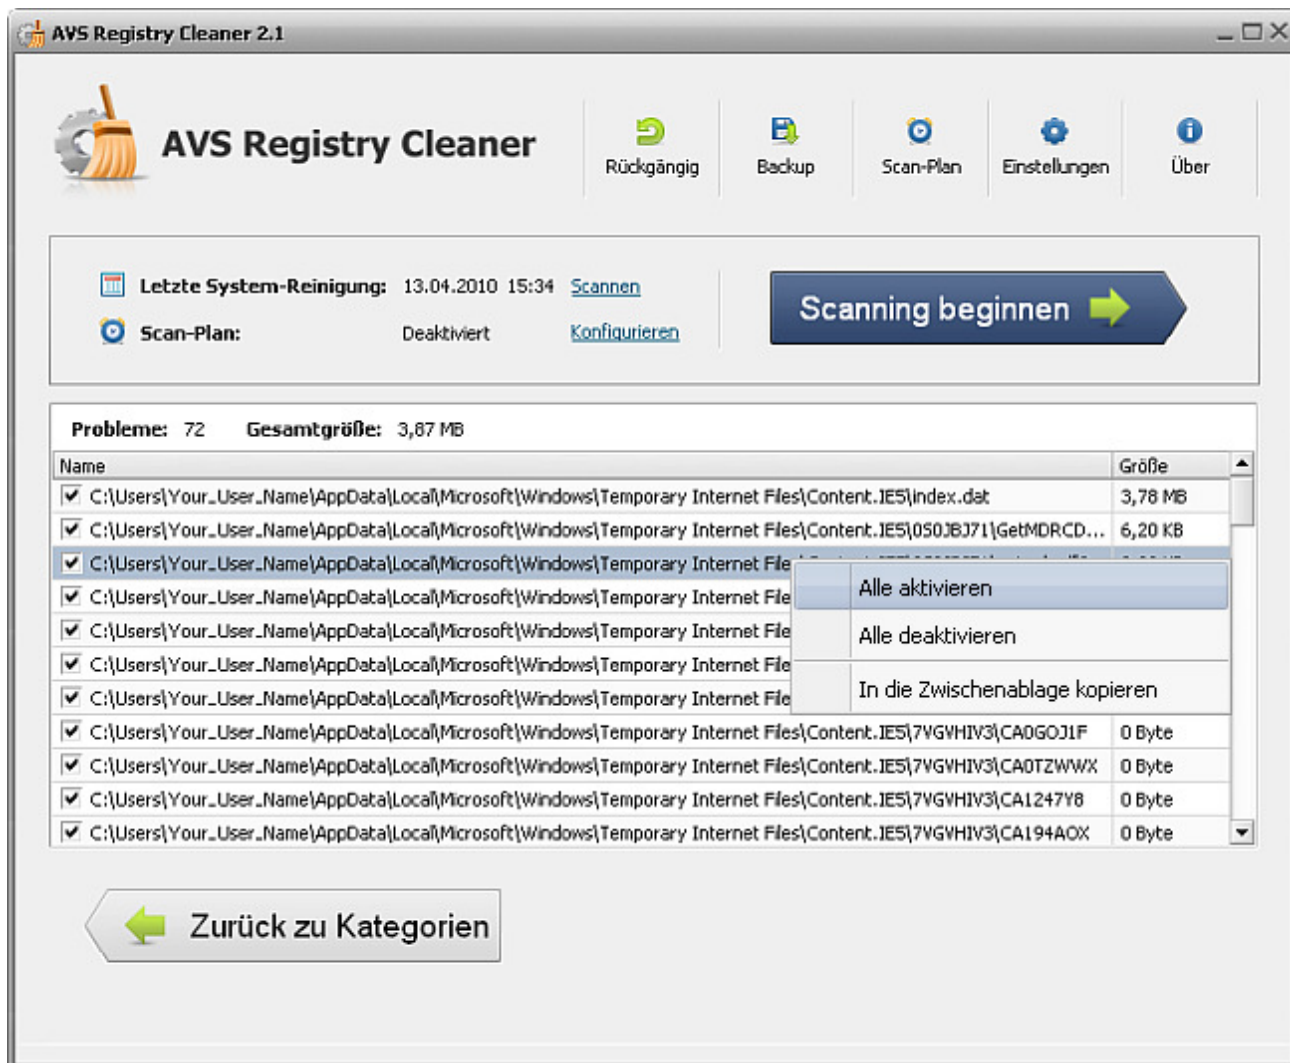 AVS Registry Cleaner 2.1
AVS Registry Cleaner
Rückgängig
Backup
Scan-Plan
Einstellungen
Über
Letzte System-Reinigung: 13.04.2010 15:34 Scannen
Scan-Plan: Deaktiviert Konfigurieren
Scanning beginnen
Probleme: 72 Gesamtgröße: 3,87 MB
Name Größe
C:\Users\Your_User_Name\AppData\Local\Microsoft\Windows\Temporary Internet Files\Content.IE5\index.dat 3,78 MB
C:\Users\Your_User_Name\AppData\Local\Microsoft\Windows\Temporary Internet Files\Content.IE5\0S0JBJ71\GetMDRCD... 6,20 KB
C:\Users\Your_User_Name\AppData\Local\Microsoft\Windows\Temporary Internet File
C:\Users\Your_User_Name\AppData\Local\Microsoft\Windows\Temporary Internet File
C:\Users\Your_User_Name\AppData\Local\Microsoft\Windows\Temporary Internet File
C:\Users\Your_User_Name\AppData\Local\Microsoft\Windows\Temporary Internet File
C:\Users\Your_User_Name\AppData\Local\Microsoft\Windows\Temporary Internet File
Alle aktivieren
Alle deaktivieren
In die Zwischenablage kopieren
C:\Users\Your_User_Name\AppData\Local\Microsoft\Windows\Temporary Internet Files\Content.IE5\7VGVHIV3\CA0GOJ1F 0 Byte
C:\Users\Your_User_Name\AppData\Local\Microsoft\Windows\Temporary Internet Files\Content.IE5\7VGVHIV3\CA0TZWWX 0 Byte
C:\Users\Your_User_Name\AppData\Local\Microsoft\Windows\Temporary Internet Files\Content.IE5\7VGVHIV3\CA1247Y8 0 Byte
C:\Users\Your_User_Name\AppData\Local\Microsoft\Windows\Temporary Internet Files\Content.IE5\7VGVHIV3\CA194AOX 0 Byte
Zurück zu Kategorien